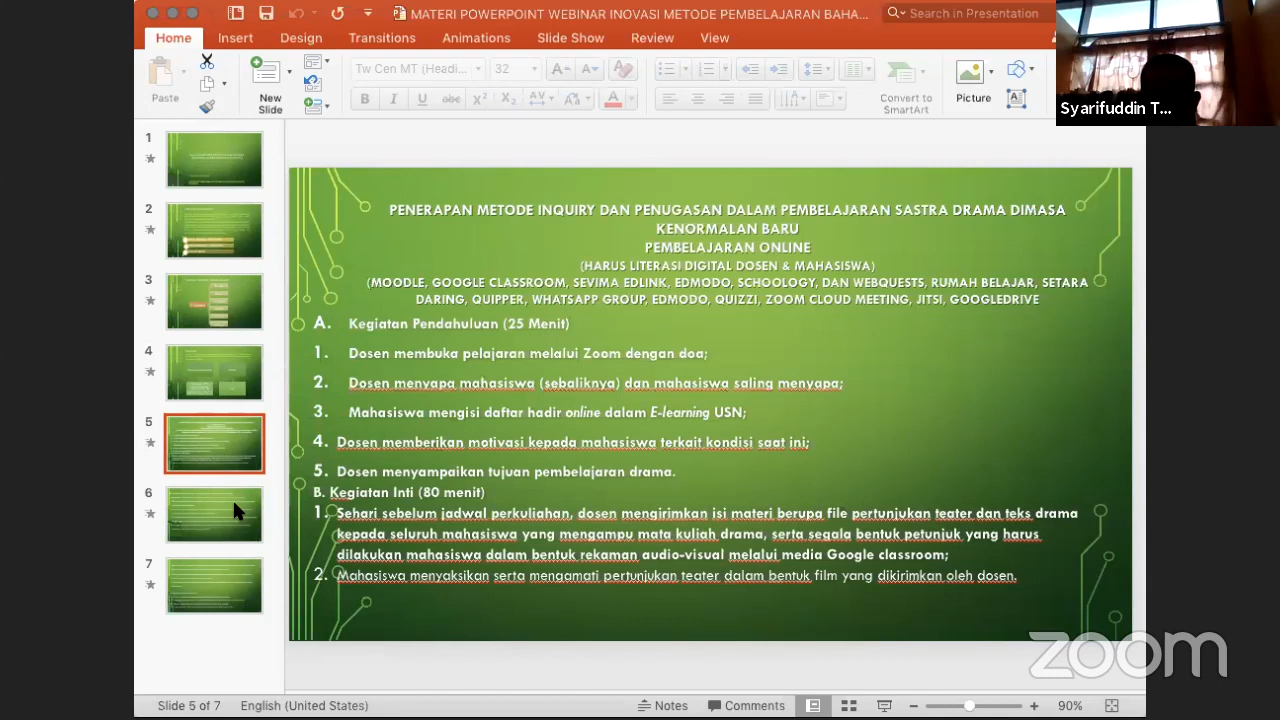 MATERI POWERPOINT WEBINAR INOVASI METODE PEMBELAJARAN BAHA...
Search in Presentation
Home Insert Design Transitions Animations Slide Show Review View
Tw Cen MT (Headi... 32
Paste
New
Slide
Convert to
SmartArt
Picture
Syarifuddin T...
1
2
3
4
5
6
7
PENERAPAN METODE INQUIRY DAN PENUGASAN DALAM PEMBELAJARAN SASTRA DRAMA DIMASA
KENORMALAN BARU
PEMBELAJARAN ONLINE
(HARUS LITERASI DIGITAL DOSEN & MAHASISWA)
(MOODLE, GOOGLE CLASSROOM, SEVIMA EDLINK, EDMODO, SCHOOLOGY, DAN WEBQUESTS, RUMAH BELAJAR, SETARA
DARING, QUIPPER, WHATSAPP GROUP, EDMODO, QUIZZI, ZOOM CLOUD MEETING, JITSI, GOOGLEDRIVE
A. Kegiatan Pendahuluan (25 Menit)
1. Dosen membuka pelajaran melalui Zoom dengan doa;
2. Dosen menyapa mahasiswa (sebaliknya) dan mahasiswa saling menyapa;
3. Mahasiswa mengisi daftar hadir online dalam E-learning USN;
4. Dosen memberikan motivasi kepada mahasiswa terkait kondisi saat ini;
5. Dosen menyampaikan tujuan pembelajaran drama.
B. Kegiatan Inti (80 menit)
1. Sehari sebelum jadwal perkuliahan, dosen mengirimkan isi materi berupa file pertunjukan teater dan teks drama
kepada seluruh mahasiswa yang mengampu mata kuliah drama, serta segala bentuk petunjuk yang harus
dilakukan mahasiswa dalam bentuk rekaman audio-visual melalui media Google classroom;
2. Mahasiswa menyaksikan serta mengamati pertunjukan teater dalam bentuk film yang dikirimkan oleh dosen.
zoom
Slide 5 of 7 English (United States) Notes Comments 90%